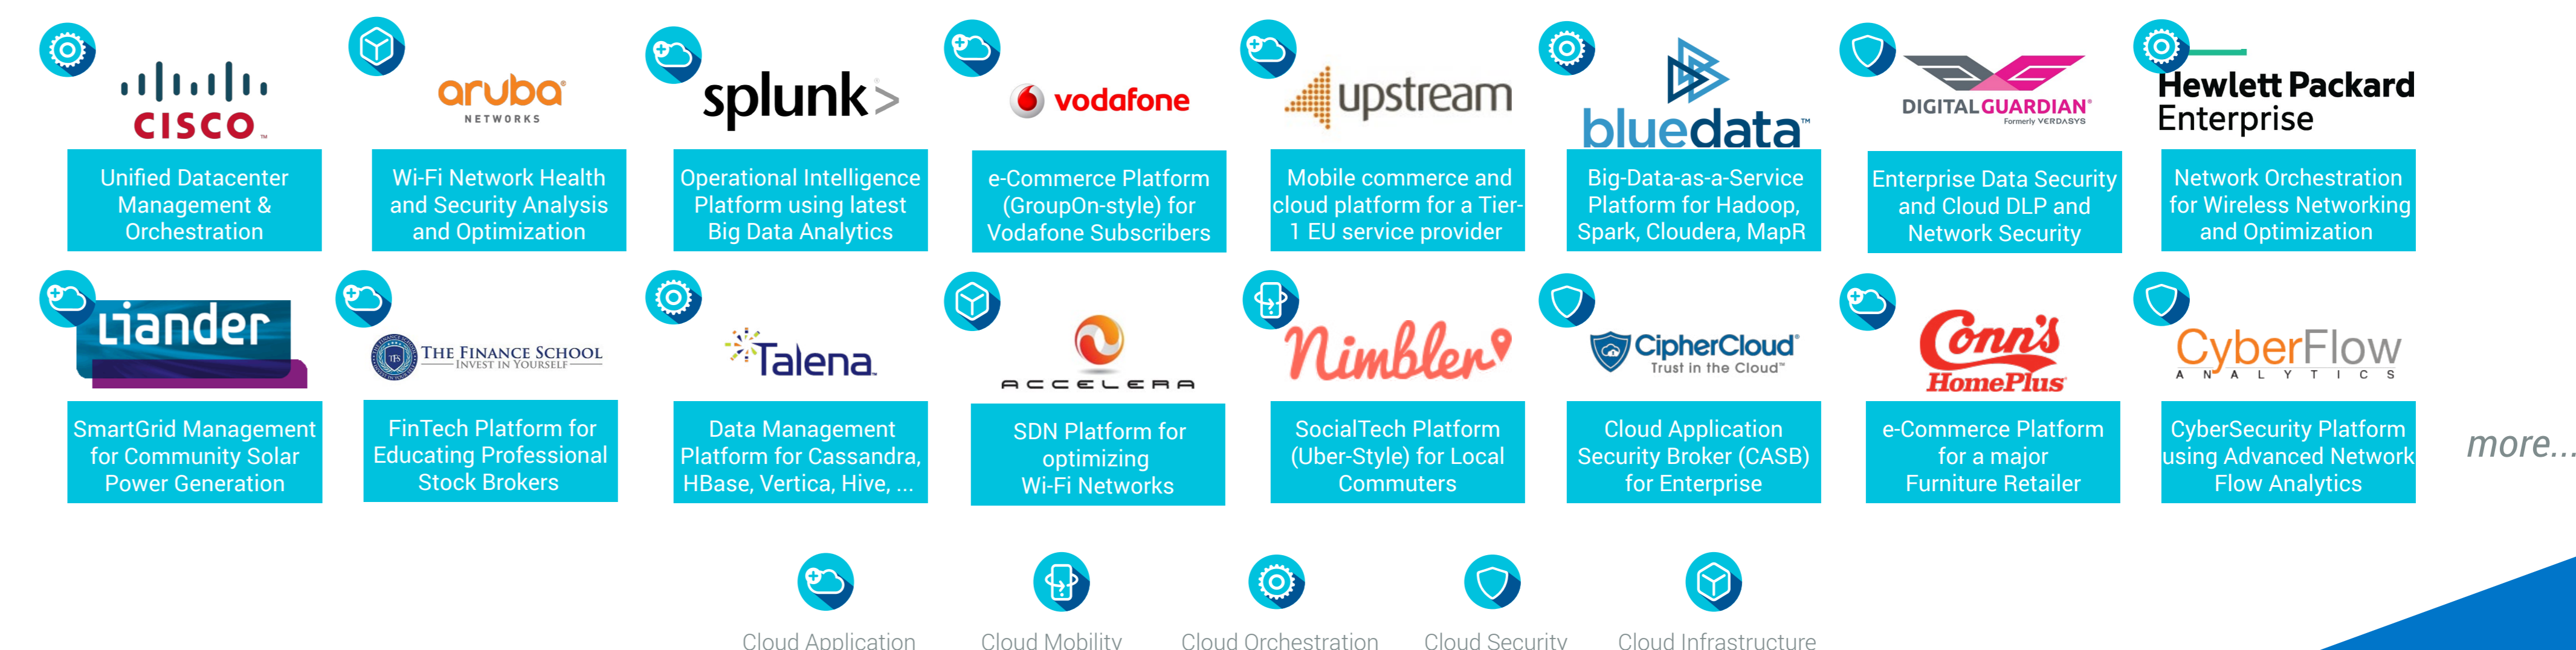 CISCO
Unified Datacenter
Management &
Orchestration
aruba
NETWORKS
Wi-Fi Network Health
and Security Analysis
and Optimization
splunk>
Operational Intelligence
Platform using latest
Big Data Analytics
vodafone
e-Commerce Platform
(GroupOn-style) for
Vodafone Subscribers
upstream
Mobile commerce and
cloud platform for a Tier-
1 EU service provider
bluedata™
Big-Data-as-a-Service
Platform for Hadoop,
Spark, Cloudera, MapR
DIGITAL GUARDIAN®
Formerly VERDASYS
Enterprise Data Security
and Cloud DLP and
Network Security
Hewlett Packard
Enterprise
Network Orchestration
for Wireless Networking
and Optimization
Liander
SmartGrid Management
for Community Solar
Power Generation
TFS
THE FINANCE SCHOOL
INVEST IN YOURSELF
FinTech Platform for
Educating Professional
Stock Brokers
Talena
Data Management
Platform for Cassandra,
HBase, Vertica, Hive, ...
ACCELERA
SDN Platform for
optimizing
Wi-Fi Networks
Nimbler
SocialTech Platform
(Uber-Style) for Local
Commuters
CipherCloud®
Trust in the Cloud™
Cloud Application
Security Broker (CASB)
for Enterprise
Conn's
HomePlus
e-Commerce Platform
for a major
Furniture Retailer
CyberFlow
ANALYTICS
CyberSecurity Platform
using Advanced Network
Flow Analytics
more...
Cloud Application
Cloud Mobility
Cloud Orchestration
Cloud Security
Cloud Infrastructure